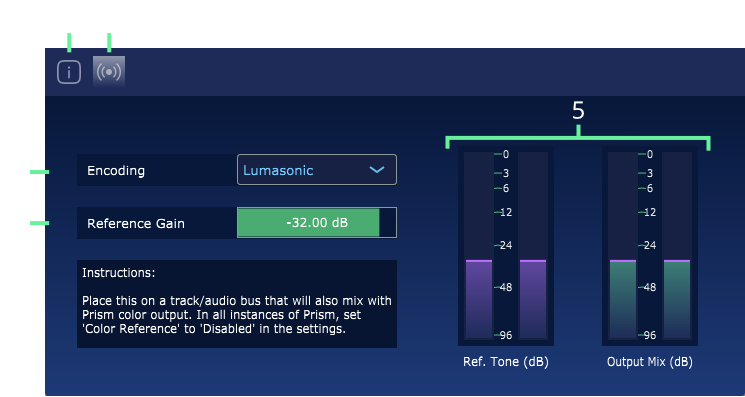 5
Encoding
Lumasonic
Reference Gain
-32.00 dB
Instructions:
Place this on a track/audio bus that will also mix with
Prism color output. In all instances of Prism, set
'Color Reference' to 'Disabled' in the settings.
0
-3
-6
-12
-24
-48
-96
Ref. Tone (dB)
0
-3
-6
-12
-24
-48
-96
Output Mix (dB)